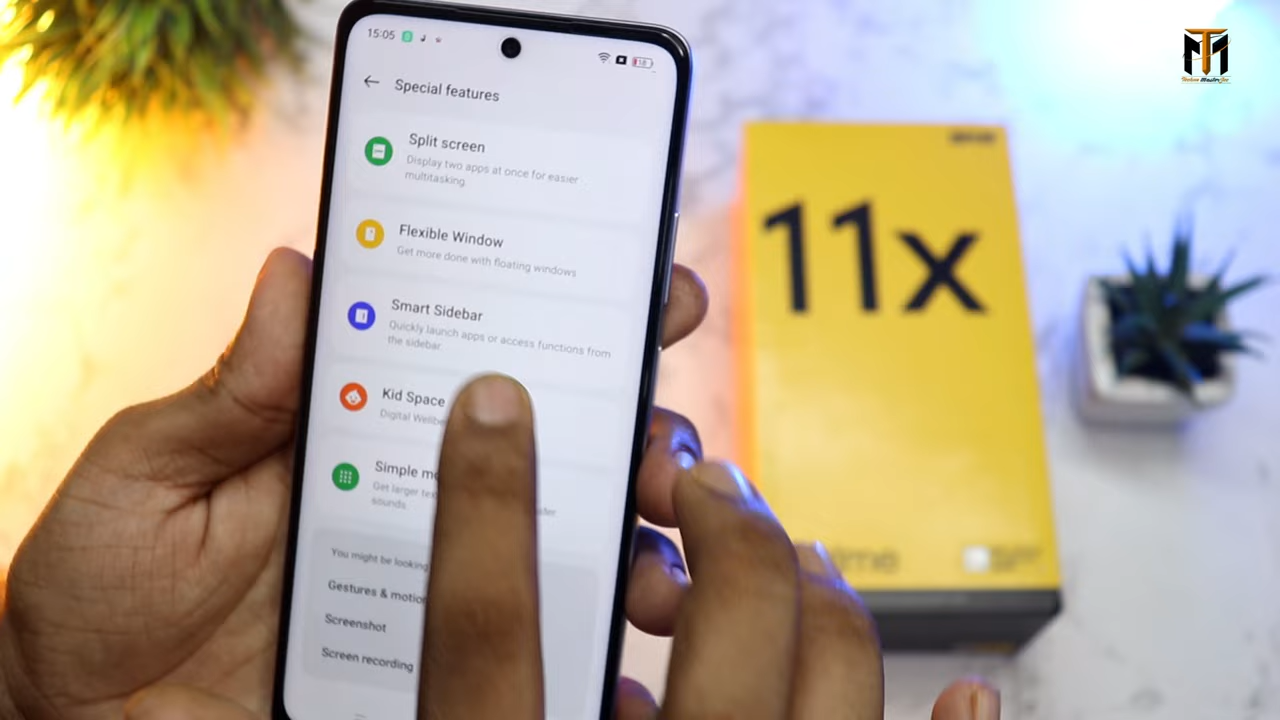 15:05
Special features
Split screen
Display two apps at once for easier
multitasking
Flexible Window
Get more done with floating windows
Smart Sidebar
Quickly launch apps or access functions from
the sidebar
Kid Space
Digital
Simple
Get larger
sounds.
You might be looking
Gestures &
Screenshot
Screen recording
11x